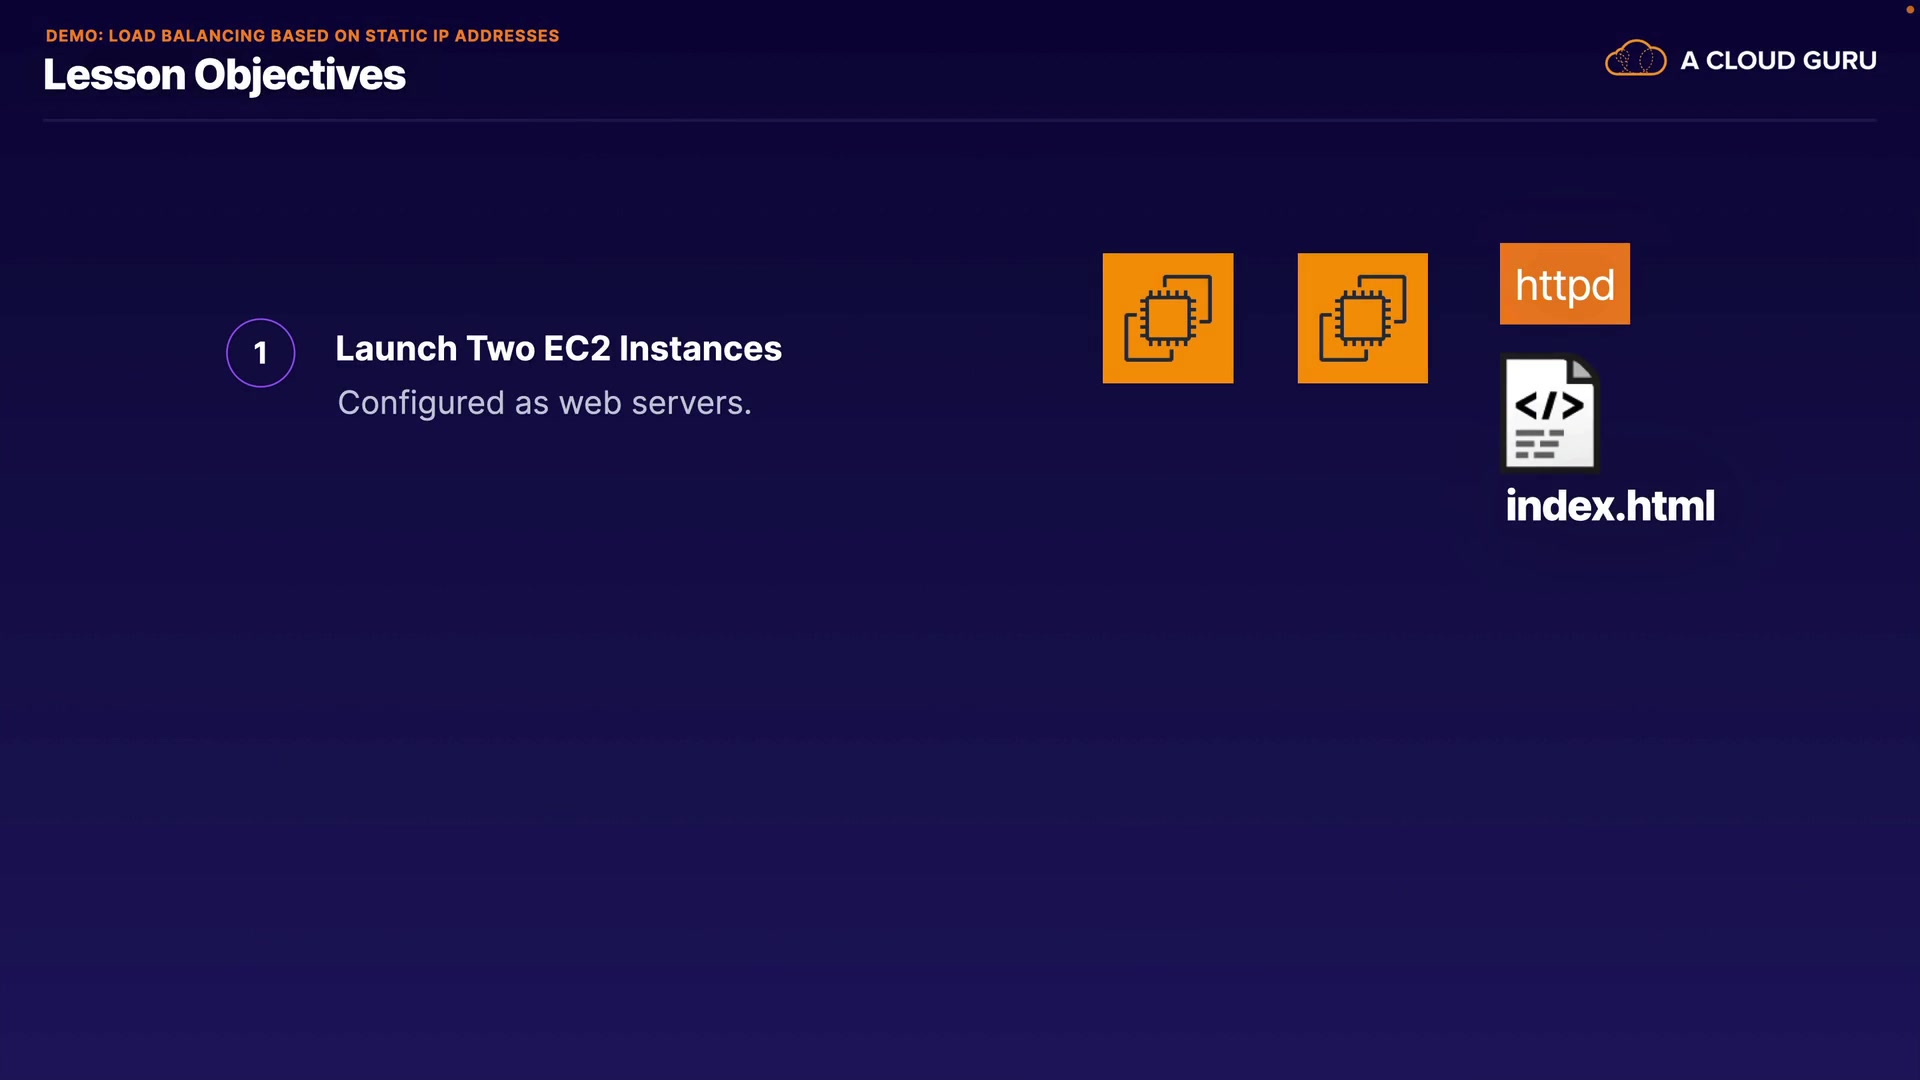 DEMO: LOAD BALANCING BASED ON STATIC IP ADDRESSES
Lesson Objectives
A CLOUD GURU
1
Launch Two EC2 Instances
Configured as web servers.
httpd
</>
index.html